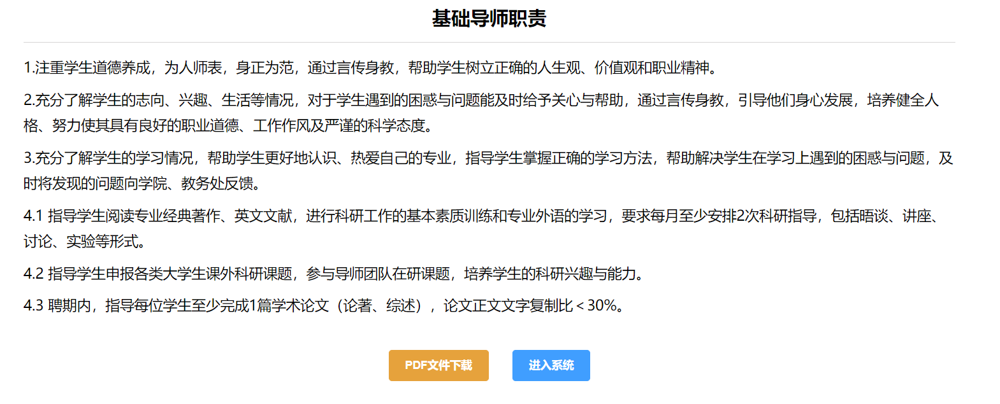 基础导师职责
1.注重学生道德养成，为人师表，身正为范，通过言传身教，帮助学生树立正确的人生观、价值观和职业精神。
2.充分了解学生的志向、兴趣、生活等情况，对于学生遇到的困惑与问题能及时给予关心与帮助，通过言传身教，引导他们身心发展，培养健全人
格、努力使其具有良好的职业道德、工作作风及严谨的科学态度。
3.充分了解学生的学习情况，帮助学生更好地认识、热爱自己的专业，指导学生掌握正确的学习方法，帮助解决学生在学习上遇到的困惑与问题，及
时将发现的问题向学院、教务处反馈。
4.1 指导学生阅读专业经典著作、英文文献，进行科研工作的基本素质训练和专业外语的学习，要求每月至少安排2次科研指导，包括晤谈、讲座、
讨论、实验等形式。
4.2 指导学生申报各类大学生课外科研课题，参与导师团队在研课题，培养学生的科研兴趣与能力。
4.3 聘期内，指导每位学生至少完成1篇学术论文（论著、综述），论文正文文字复制比＜30%。
PDF文件下载
进入系统